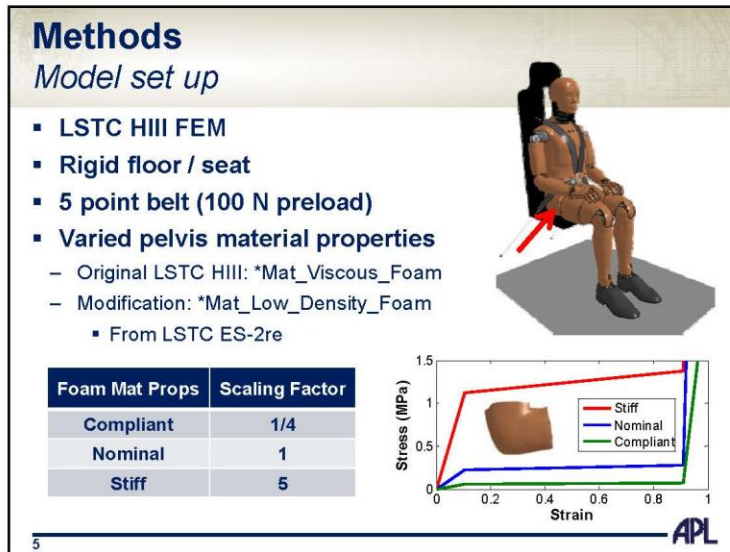 Methods
Model set up
▪ LSTC HIII FEM
▪ Rigid floor / seat
▪ 5 point belt (100 N preload)
▪ Varied pelvis material properties
– Original LSTC HIII: *Mat_Viscous_Foam
– Modification: *Mat_Low_Density_Foam
▪ From LSTC ES-2re
Foam Mat Props Scaling Factor
Compliant 1/4
Nominal 1
Stiff 5
Stress (MPa)
1.5
1
0.5
0
Stiff
Nominal
Compliant
0 0.2 0.4 0.6 0.8 1
Strain
5
APL